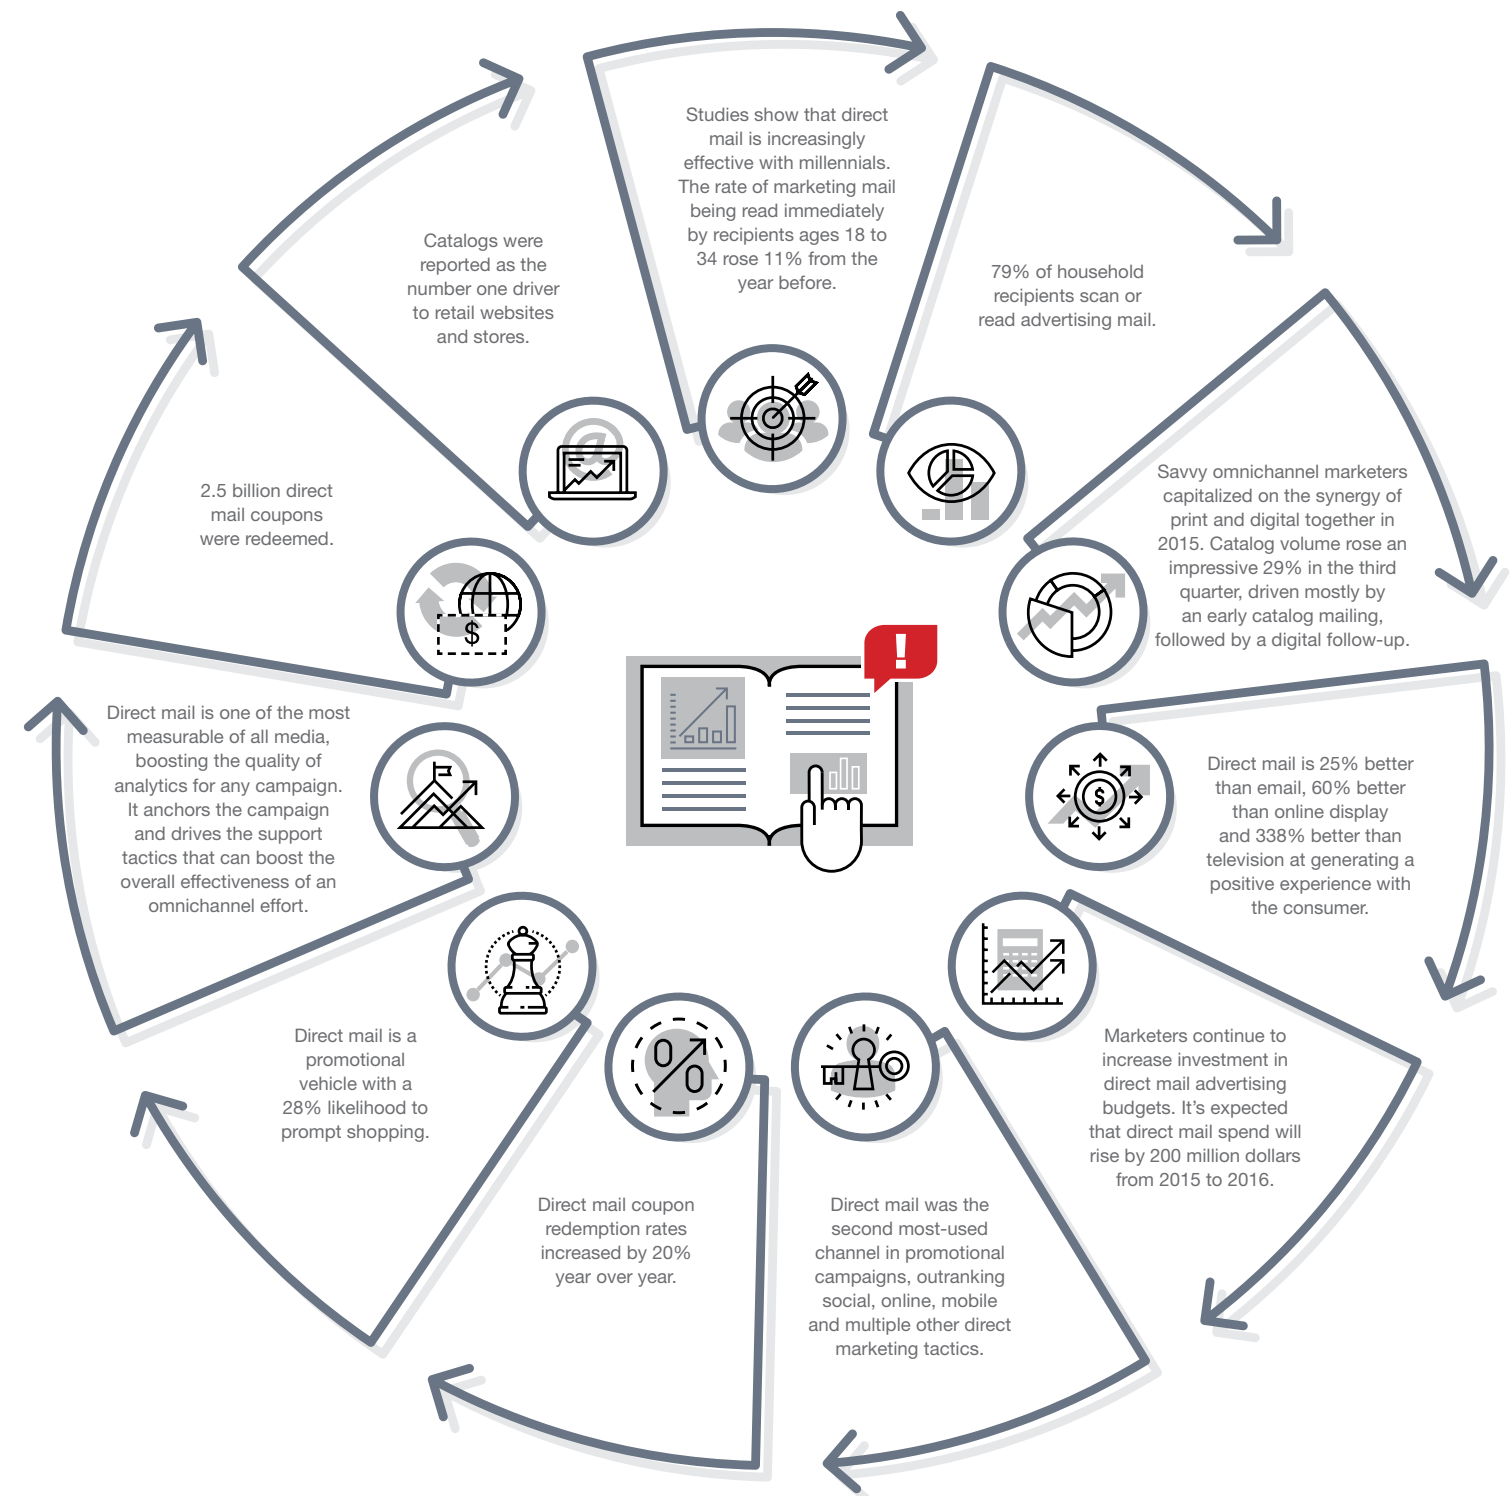 Studies show that direct
mail is increasingly
effective with millennials.
The rate of marketing mail
being read immediately
by recipients ages 18 to
34 rose 11% from the
year before.
79% of household
recipients scan or
read advertising mail.
Savvy omnichannel marketers
capitalized on the synergy of
print and digital together in
2015. Catalog volume rose an
impressive 29% in the third
quarter, driven mostly by
an early catalog mailing,
followed by a digital follow-up.
Direct mail is 25% better
than email, 60% better
than online display
and 338% better than
television at generating a
positive experience with
the consumer.
Marketers continue to
increase investment in
direct mail advertising
budgets. It’s expected
that direct mail spend will
rise by 200 million dollars
from 2015 to 2016.
Direct mail was the
second most-used
channel in promotional
campaigns, outranking
social, online, mobile
and multiple other direct
marketing tactics.
Direct mail coupon
redemption rates
increased by 20%
year over year.
Direct mail is a
promotional
vehicle with a
28% likelihood to
prompt shopping.
Direct mail is one of the most
measurable of all media,
boosting the quality of
analytics for any campaign.
It anchors the campaign
and drives the support
tactics that can boost the
overall effectiveness of an
omnichannel effort.
2.5 billion direct
mail coupons
were redeemed.
Catalogs were
reported as the
number one driver
to retail websites
and stores.
@
$
$
!